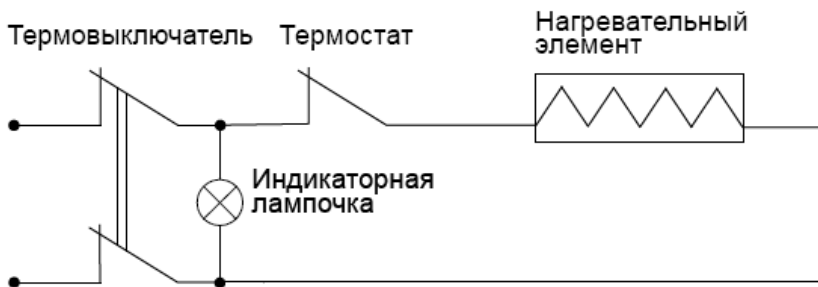 Термовыключатель
Термостат
Нагревательный
элемент
Индикаторная
лампочка